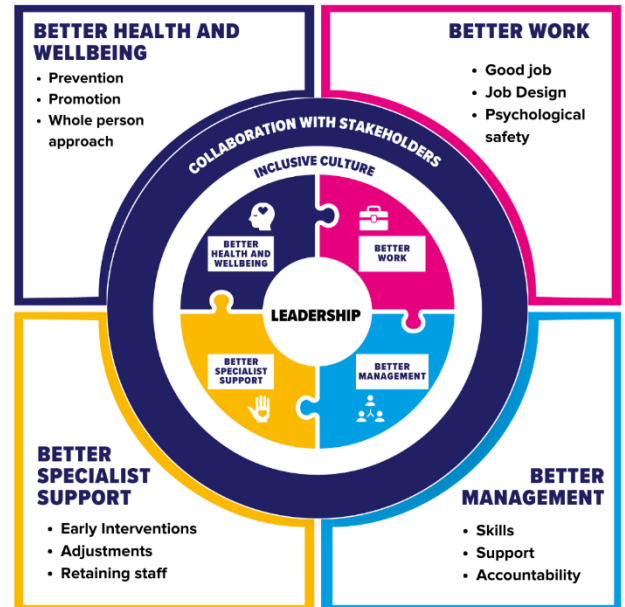 BETTER HEALTH AND
WELLBEING
• Prevention
• Promotion
• Whole person
approach
BETTER WORK
• Good job
• Job Design
• Psychological
safety
COLLABORATION WITH STAKEHOLDERS
INCLUSIVE CULTURE
BETTER
HEALTH AND
WELLBEING
BETTER
WORK
LEADERSHIP
BETTER
SPECIALIST
SUPPORT
BETTER
MANAGEMENT
BETTER
SPECIALIST
SUPPORT
• Early Interventions
• Adjustments
• Retaining staff
BETTER
MANAGEMENT
• Skills
• Support
• Accountability